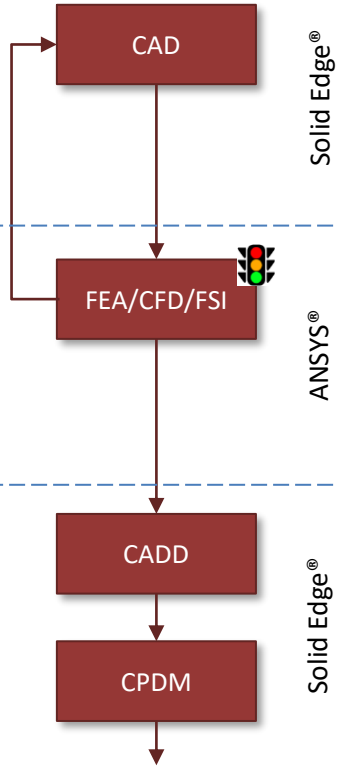 CAD
Solid Edge®
FEA/CFD/FSI
ANSYS®
CADD
Solid Edge®
CPDM